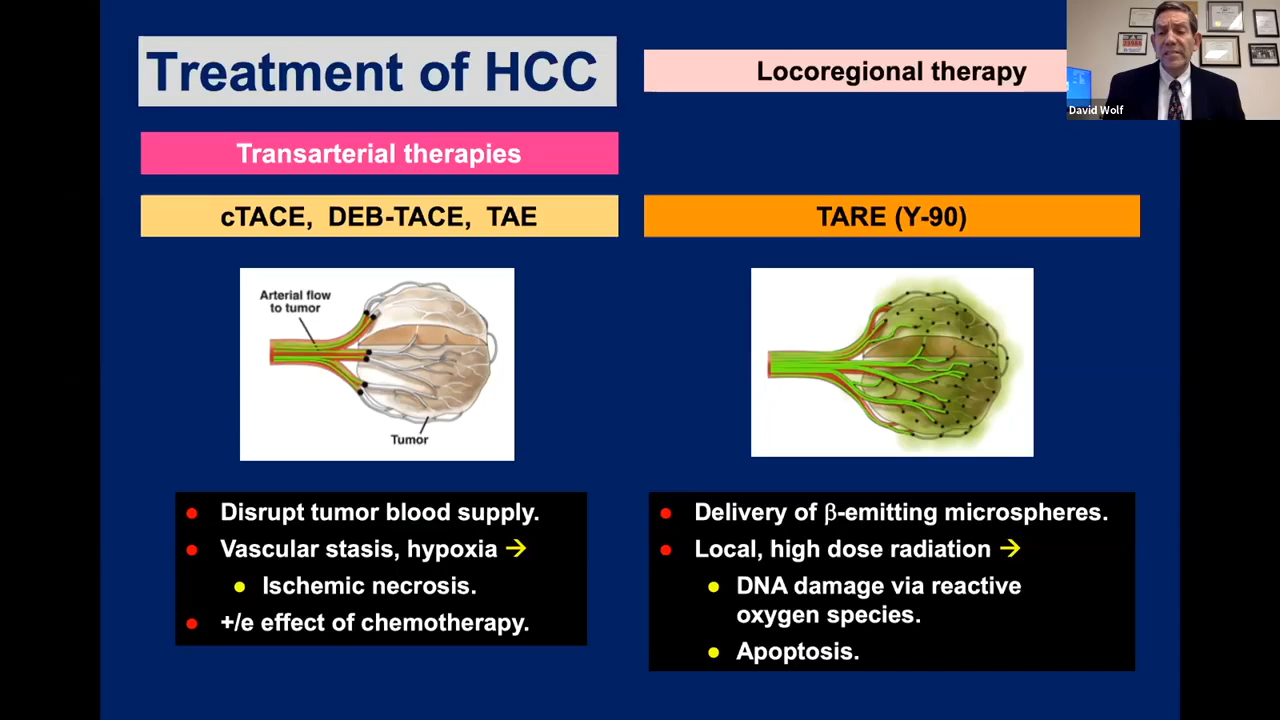 Treatment of HCC
Locoregional therapy
David Wolf
Transarterial therapies
cTACE, DEB-TACE, TAE
TARE (Y-90)
Arterial flow
to tumor
Tumor
● Disrupt tumor blood supply.
● Vascular stasis, hypoxia →
● Ischemic necrosis.
● +/e effect of chemotherapy.
● Delivery of β-emitting microspheres.
● Local, high dose radiation →
● DNA damage via reactive
oxygen species.
● Apoptosis.